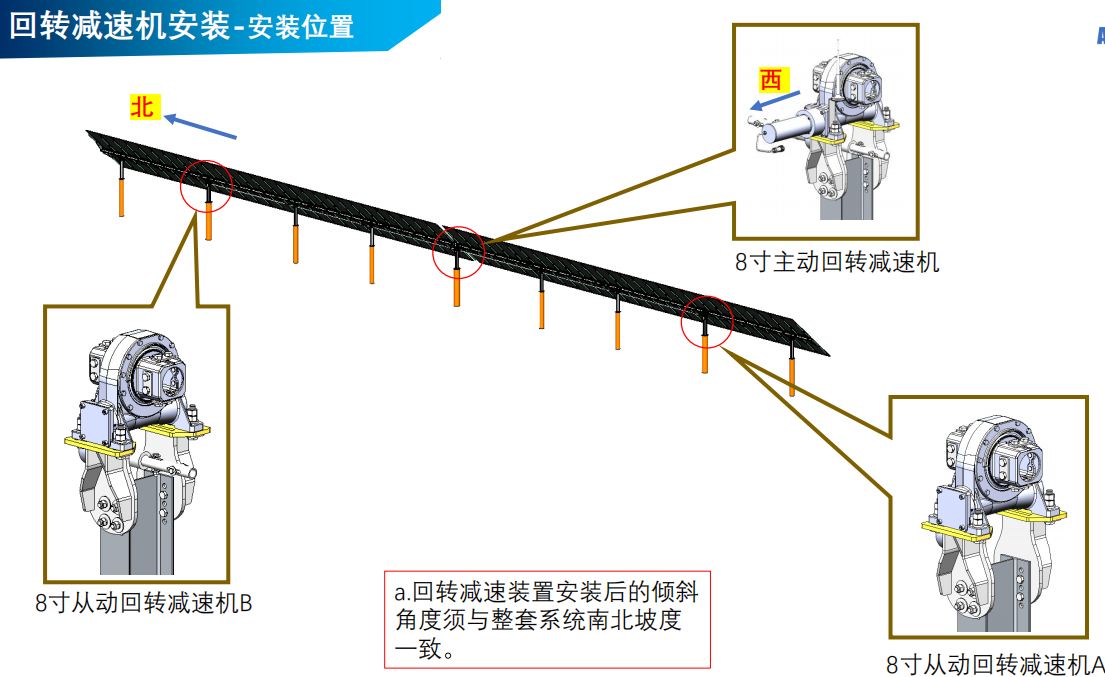 回转减速机安装-安装位置
北
西
8寸主动回转减速机
8寸从动回转减速机B
a.回转减速装置安装后的倾斜
角度须与整套系统南北坡度
一致。
8寸从动回转减速机A